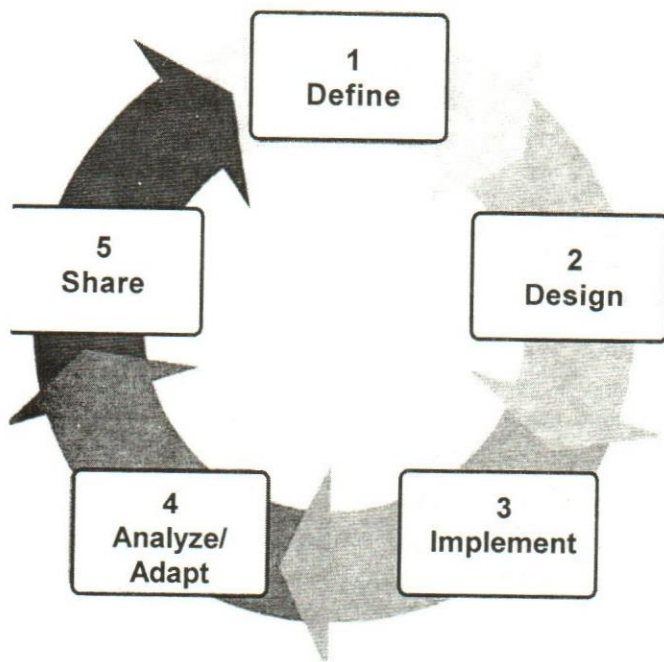 1
Define
2
Design
3
Implement
4
Analyze/
Adapt
5
Share